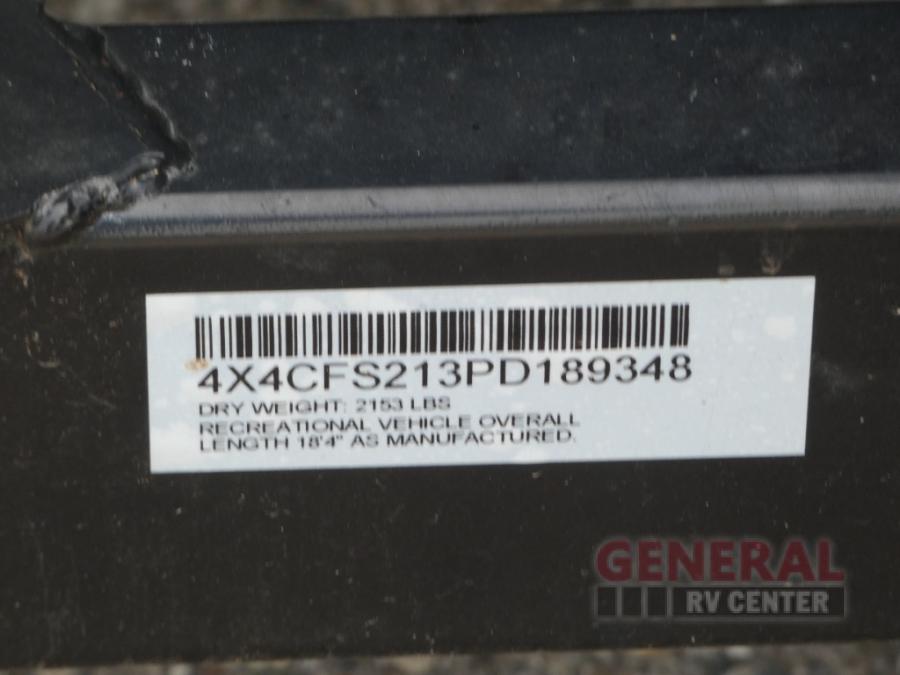 4X4CFS213PD189348
DRY WEIGHT: 2153 LBS
RECREATIONAL VEHICLE OVERALL
LENGTH 18'4" AS MANUFACTURED.
GENERAL
RV CENTER